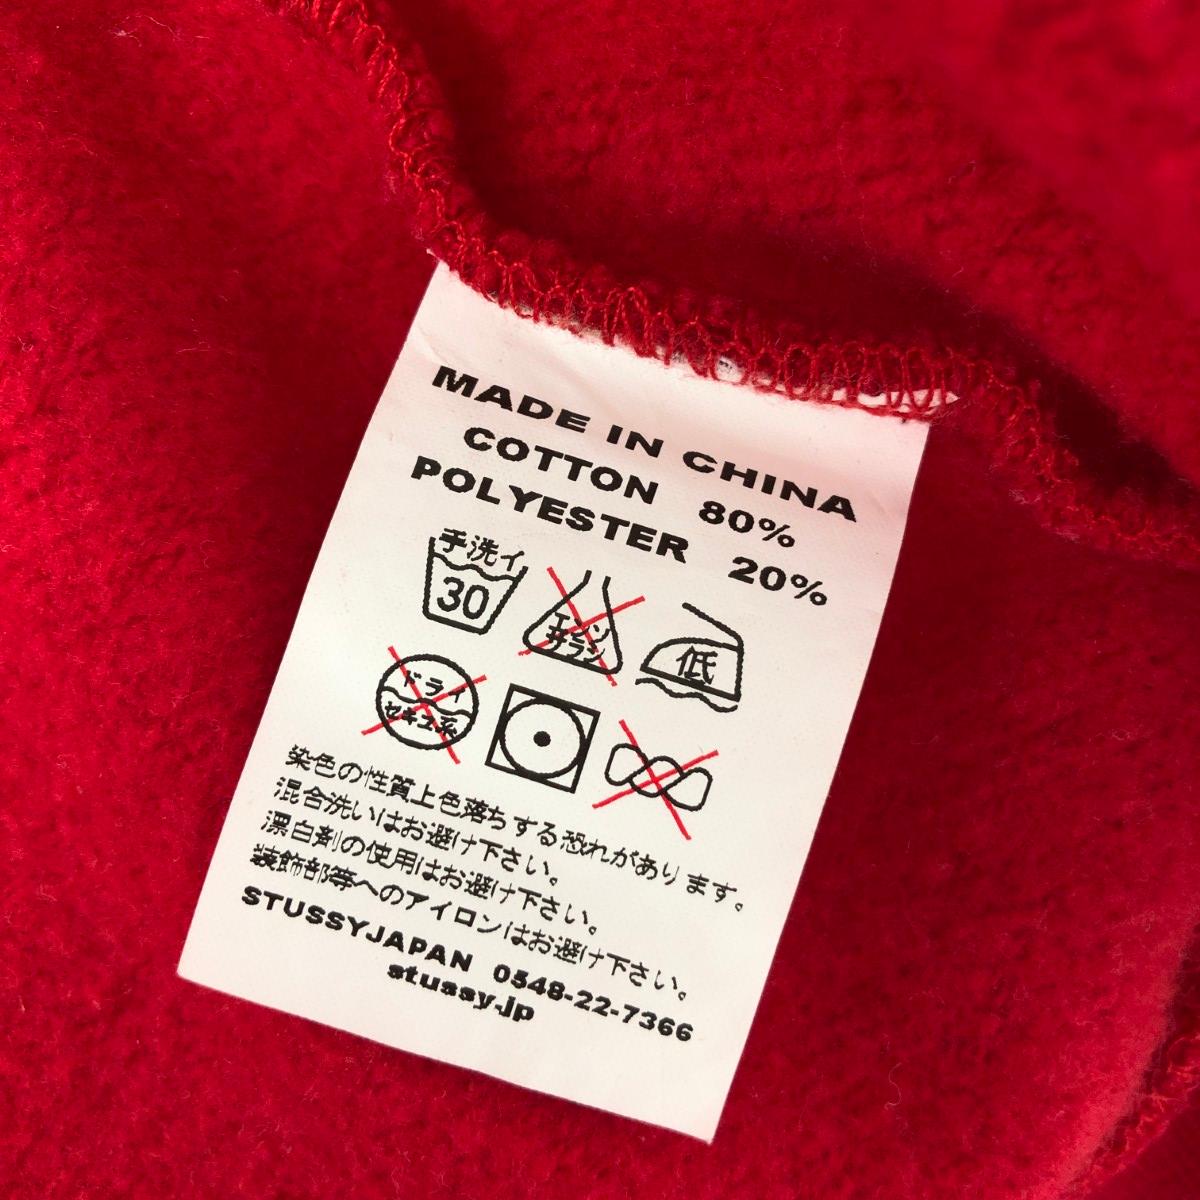 MADE IN CHINA
COTTON 80%
POLYESTER 20%
手洗イ
30
エンソ
サラシ
低
ドライ
セキユ系
染色の性質上色落ちする恐れがあります。
混合洗いはお避け下さい。
漂白剤の使用はお避け下さい。
装飾部等へのアイロンはお避け下さい。
STUSSYJAPAN 0548-22-7366
stussy.jp